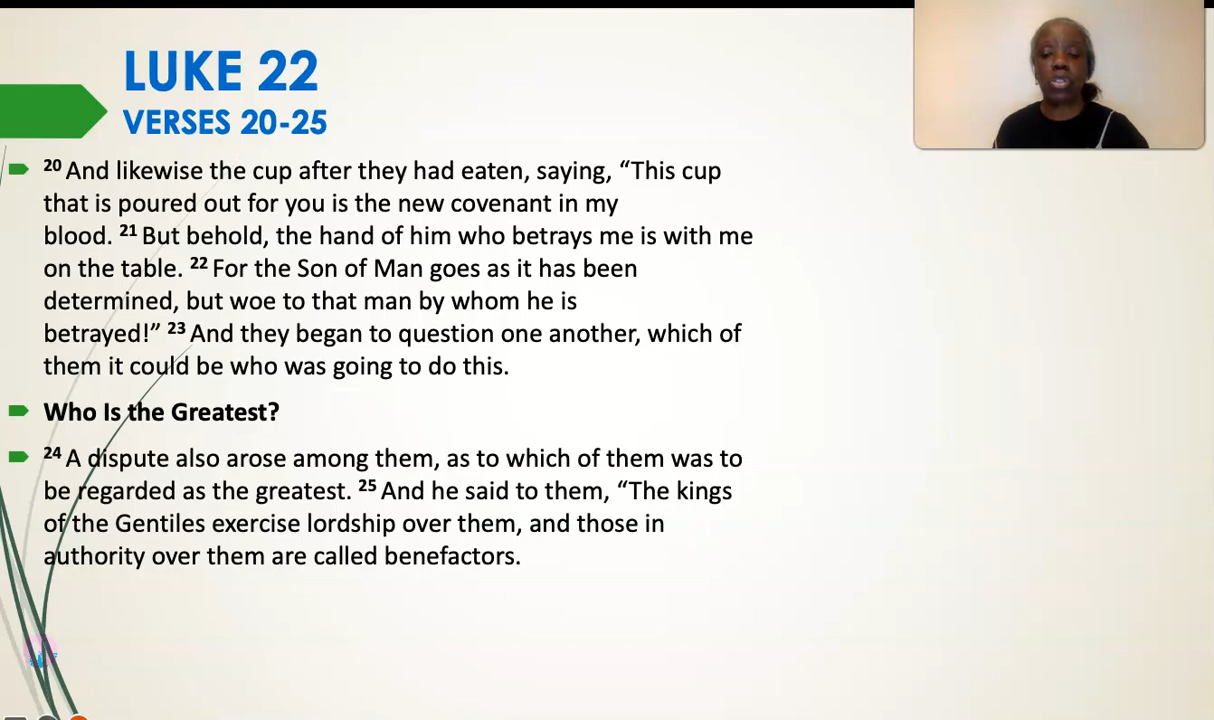 LUKE 22
VERSES 20-25
20 And likewise the cup after they had eaten, saying, “This cup
that is poured out for you is the new covenant in my
blood. 21 But behold, the hand of him who betrays me is with me
on the table. 22 For the Son of Man goes as it has been
determined, but woe to that man by whom he is
betrayed!” 23 And they began to question one another, which of
them it could be who was going to do this.
Who Is the Greatest?
24 A dispute also arose among them, as to which of them was to
be regarded as the greatest. 25 And he said to them, “The kings
of the Gentiles exercise lordship over them, and those in
authority over them are called benefactors.